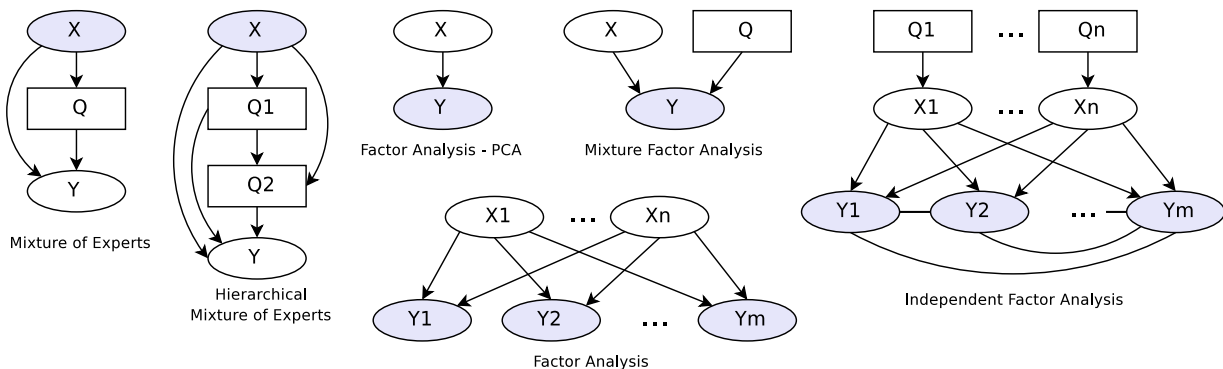 X
Q
Y
Mixture of Experts
X
Q1
Q2
Y
Hierarchical
Mixture of Experts
X
Y
Factor Analysis - PCA
X Q
Y
Mixture Factor Analysis
X1 ... Xn
Y1 Y2 ... Ym
Factor Analysis
Q1 ... Qn
X1 ... Xn
Y1 Y2 ... Ym
Independent Factor Analysis